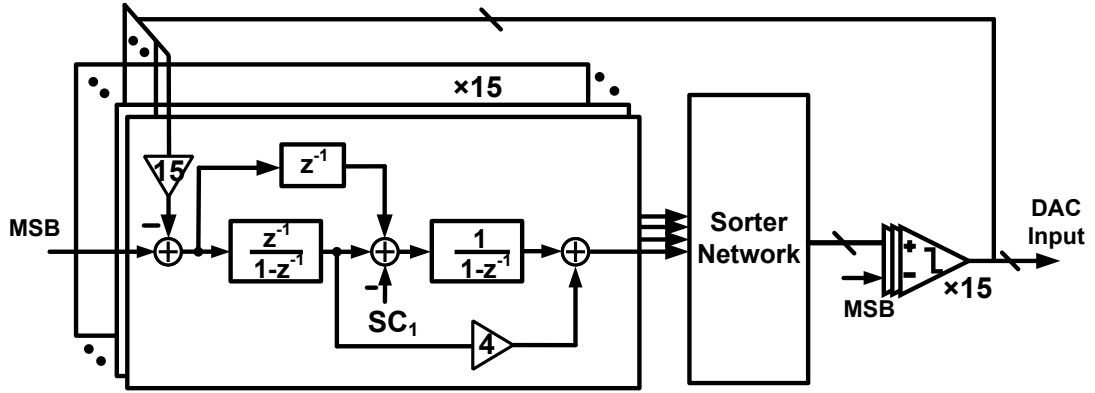 ×15
15
z⁻¹
MSB
−
z⁻¹
1-z⁻¹
1
1-z⁻¹
−
SC₁
4
Sorter
Network
+
−
MSB
×15
DAC
Input